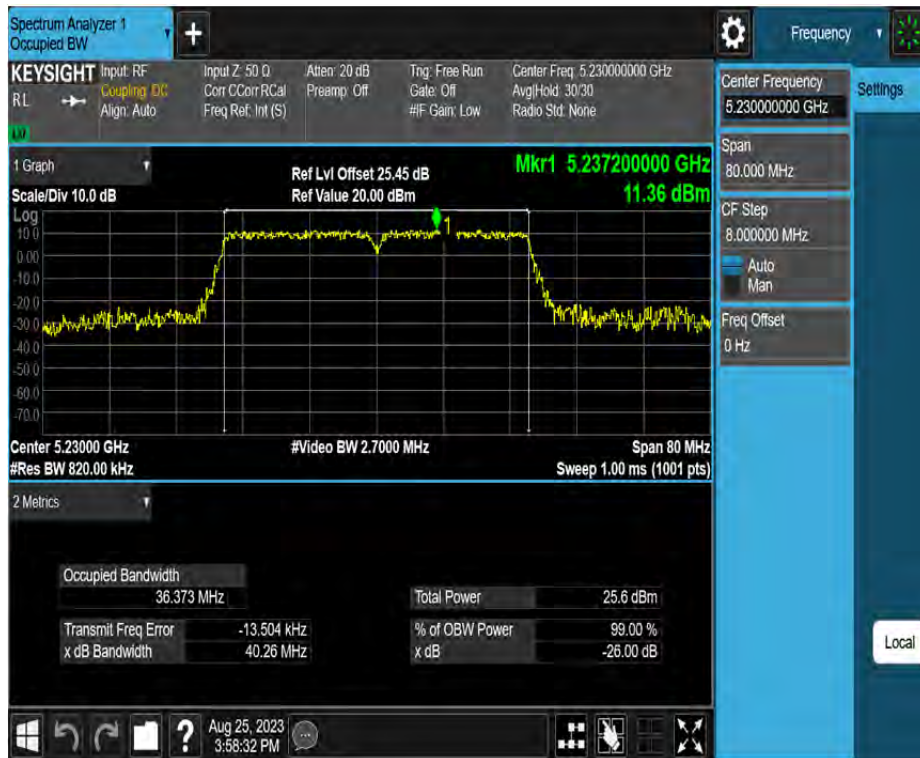 Spectrum Analyzer 1
Occupied BW
+
Frequency
KEYSIGHT
RL
Input: RF
Coupling: DC
Align: Auto
Input Z: 50 Ω
Corr CCorr RCal
Freq Ref: Int (S)
Atten: 20 dB
Preamp: Off
Trig: Free Run
Gate: Off
#IF Gain: Low
Center Freq: 5.230000000 GHz
Avg|Hold: 30/30
Radio Std: None
Center Frequency
5.230000000 GHz
Settings
Span
80.000 MHz
CF Step
8.000000 MHz
Auto
Man
Freq Offset
0 Hz
1 Graph
Scale/Div 10.0 dB
Ref Lvl Offset 25.45 dB
Ref Value 20.00 dBm
Mkr1 5.237200000 GHz
11.36 dBm
Log
10.0
0.00
-10.0
-20.0
-30.0
-40.0
-50.0
-60.0
-70.0
1
Center 5.23000 GHz
#Video BW 2.7000 MHz
Span 80 MHz
#Res BW 820.00 kHz
Sweep 1.00 ms (1001 pts)
2 Metrics
Occupied Bandwidth
36.373 MHz
Total Power 25.6 dBm
Transmit Freq Error -13.504 kHz
% of OBW Power 99.00 %
x dB Bandwidth 40.26 MHz
x dB -26.00 dB
Local
?
Aug 25, 2023
3:58:32 PM